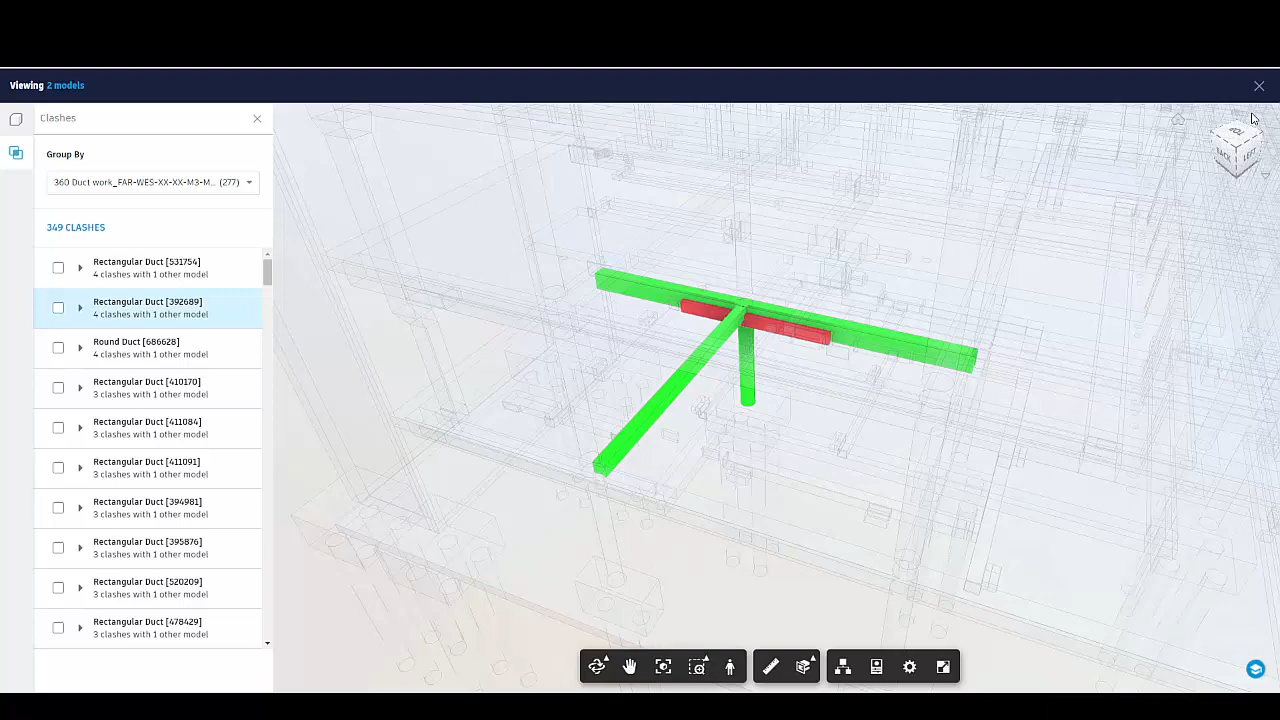 Viewing 2 models
Clashes
Group By
360 Duct work_FAR-WES-XX-XX-M3-M... (277)
349 CLASHES
Rectangular Duct [531754]
4 clashes with 1 other model
Rectangular Duct [392689]
4 clashes with 1 other model
Round Duct [686628]
4 clashes with 1 other model
Rectangular Duct [410170]
3 clashes with 1 other model
Rectangular Duct [411084]
3 clashes with 1 other model
Rectangular Duct [411091]
3 clashes with 1 other model
Rectangular Duct [394981]
3 clashes with 1 other model
Rectangular Duct [395876]
3 clashes with 1 other model
Rectangular Duct [520209]
3 clashes with 1 other model
Rectangular Duct [478429]
3 clashes with 1 other model
TOP
BACK
LEFT